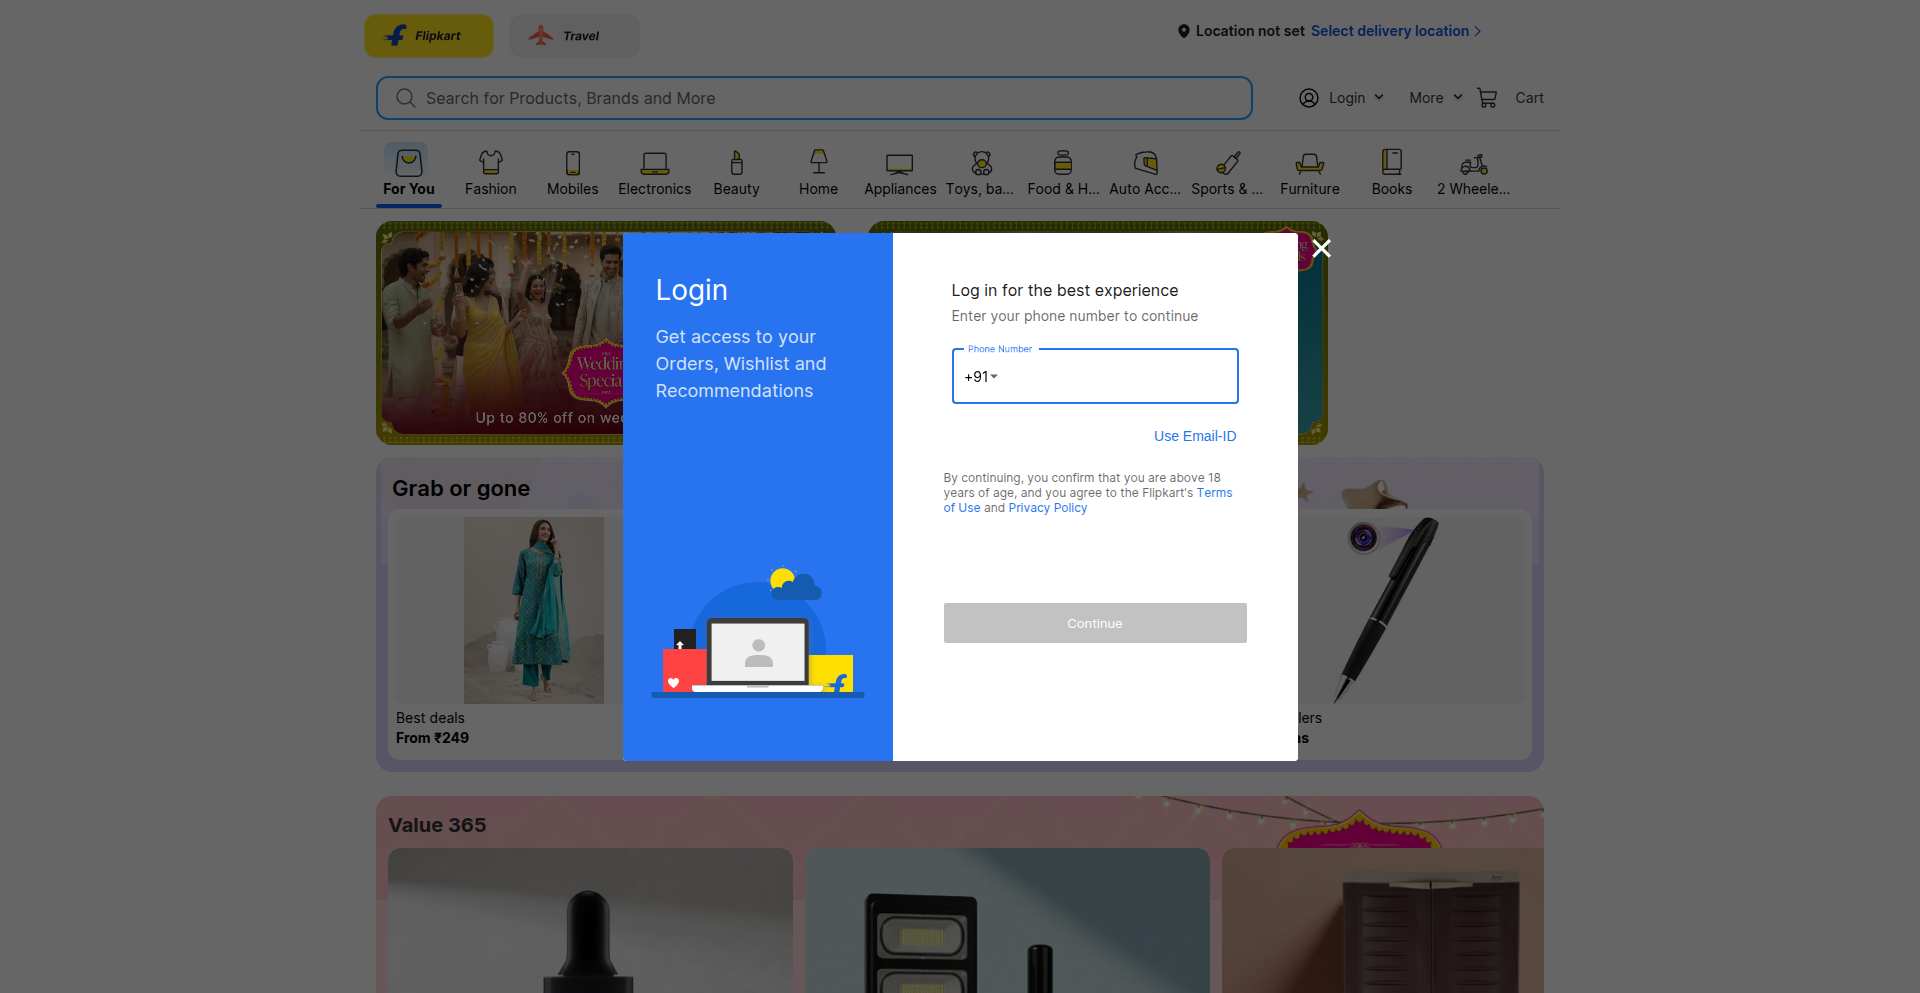 Flipkart
Travel
Location not set Select delivery location
Search for Products, Brands and More
Login
More
Cart
For You
Fashion
Mobiles
Electronics
Beauty
Home
Appliances
Toys, ba...
Food & H...
Auto Acc...
Sports & ...
Furniture
Books
2 Wheele...
Up to 80% off on
Login
Get access to your
Orders, Wishlist and
Recommendations
Log in for the best experience
Enter your phone number to continue
Phone Number
+91
Use Email-ID
By continuing, you confirm that you are above 18
years of age, and you agree to the Flipkart's Terms
of Use and Privacy Policy
Continue
Grab or gone
Best deals
From ₹249
Value 365